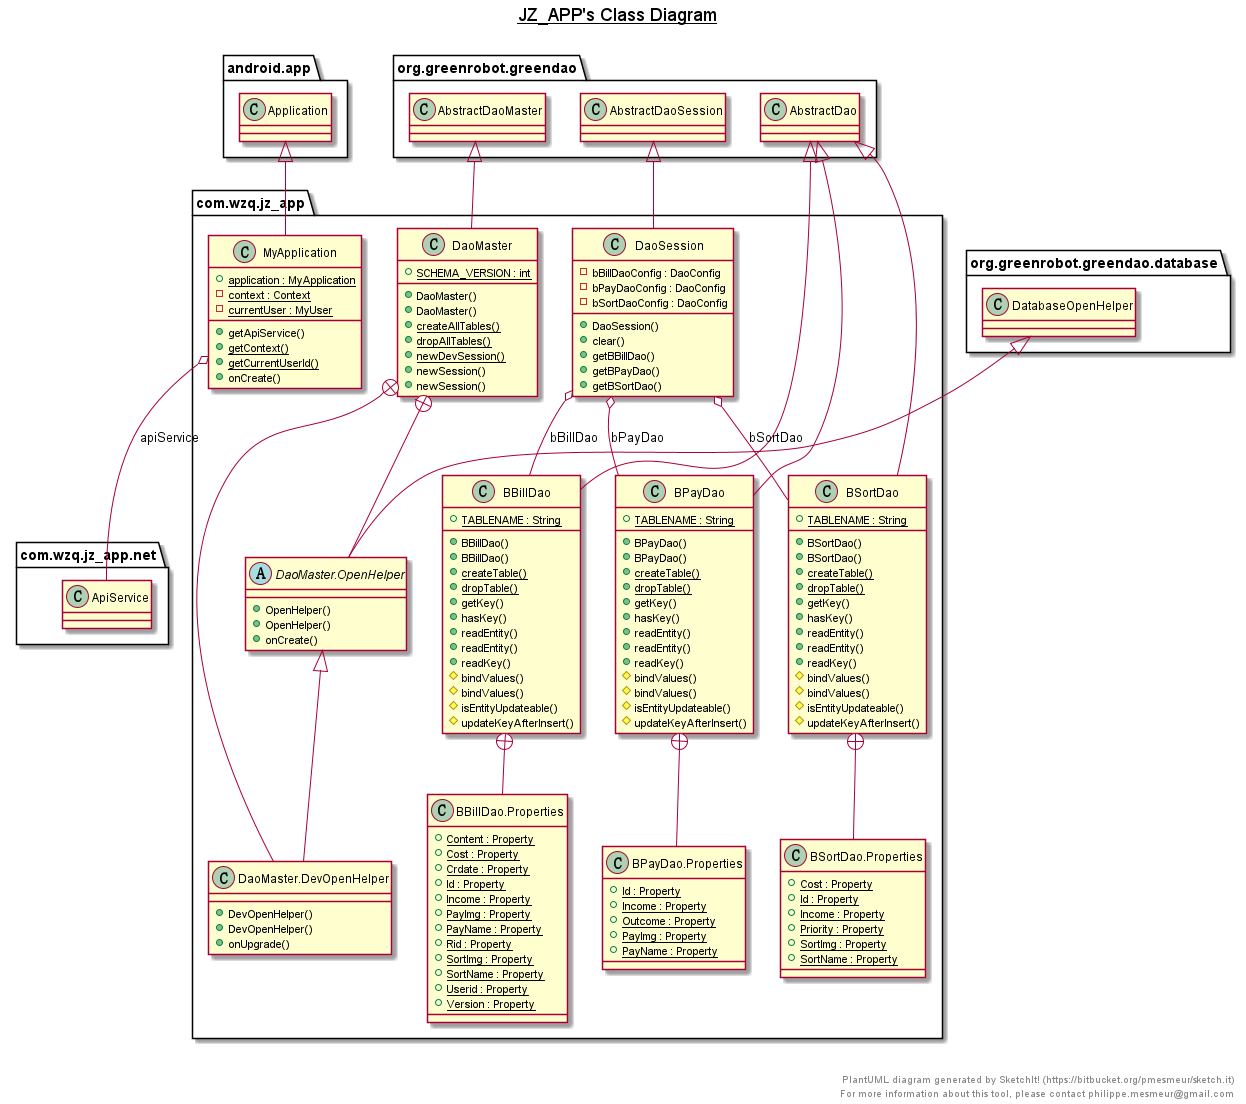 JZ_APP's Class Diagram
android.app
C Application
org.greenrobot.greendao
C AbstractDaoMaster
C AbstractDaoSession
C AbstractDao
com.wzq.jz_app
C MyApplication
application : MyApplication
context : Context
currentUser : MyUser
getApiService()
getContext()
getCurrentUserId()
onCreate()
C DaoMaster
SCHEMA_VERSION : int
DaoMaster()
DaoMaster()
createAllTables()
dropAllTables()
newDevSession()
newSession()
newSession()
C DaoSession
bBillDaoConfig : DaoConfig
bPayDaoConfig : DaoConfig
bSortDaoConfig : DaoConfig
DaoSession()
clear()
getBBillDao()
getBPayDao()
getBSortDao()
org.greenrobot.greendao.database
C DatabaseOpenHelper
apiService
bBillDao
bPayDao
bSortDao
com.wzq.jz_app.net
C ApiService
A DaoMaster.OpenHelper
OpenHelper()
OpenHelper()
onCreate()
C BBillDao
TABLENAME : String
BBillDao()
BBillDao()
createTable()
dropTable()
getKey()
hasKey()
readEntity()
readEntity()
readKey()
bindValues()
bindValues()
isEntityUpdateable()
updateKeyAfterInsert()
C BPayDao
TABLENAME : String
BPayDao()
BPayDao()
createTable()
dropTable()
getKey()
hasKey()
readEntity()
readEntity()
readKey()
bindValues()
bindValues()
isEntityUpdateable()
updateKeyAfterInsert()
C BSortDao
TABLENAME : String
BSortDao()
BSortDao()
createTable()
dropTable()
getKey()
hasKey()
readEntity()
readEntity()
readKey()
bindValues()
bindValues()
isEntityUpdateable()
updateKeyAfterInsert()
C DaoMaster.DevOpenHelper
DevOpenHelper()
DevOpenHelper()
onUpgrade()
C BBillDao.Properties
Content : Property
Cost : Property
Crdate : Property
Id : Property
Income : Property
PayImg : Property
PayName : Property
Rid : Property
SortImg : Property
SortName : Property
Userid : Property
Version : Property
C BPayDao.Properties
Id : Property
Income : Property
Outcome : Property
PayImg : Property
PayName : Property
C BSortDao.Properties
Cost : Property
Id : Property
Income : Property
Priority : Property
SortImg : Property
SortName : Property
PlantUML diagram generated by SketchIt! (https://bitbucket.org/pmesmeur/sketch.it)
For more information about this tool, please contact philippe.mesmeur@gmail.com